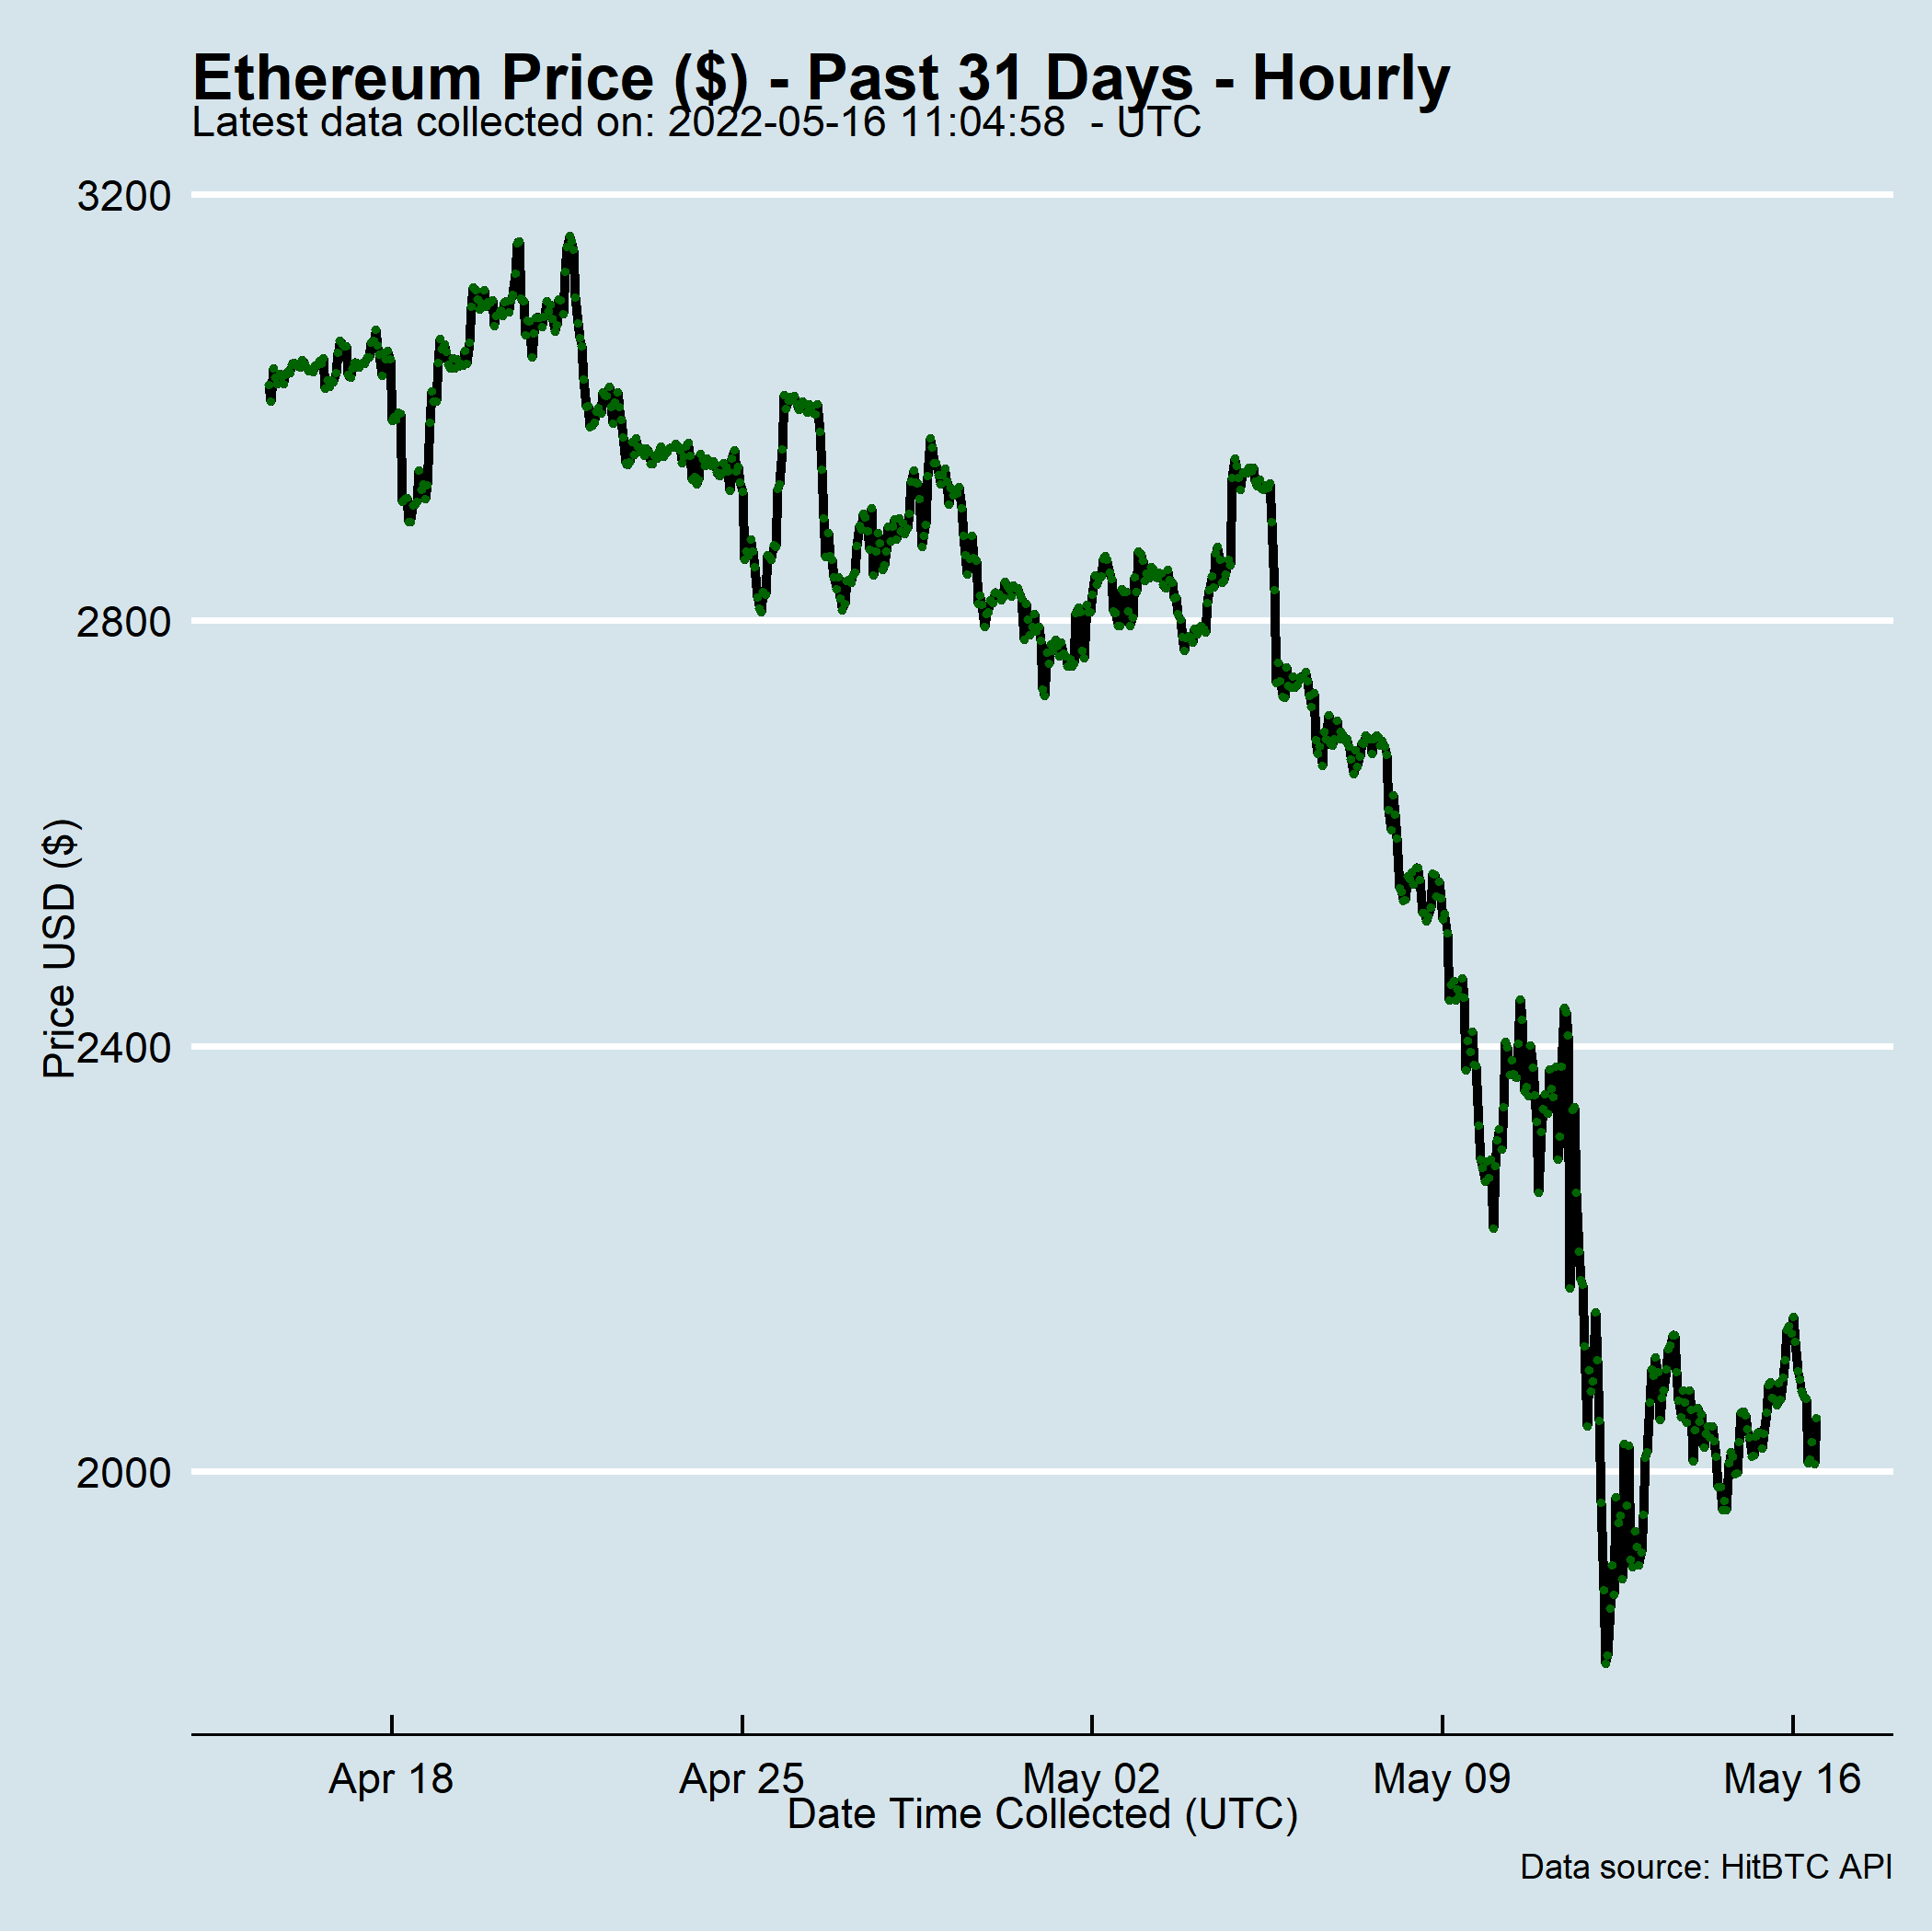 Ethereum Price ($) - Past 31 Days - Hourly
Latest data collected on: 2022-05-16 11:04:58  - UTC
3200
2800
2400
2000
Price USD ($)
Apr 18
Apr 25
May 02
May 09
May 16
Date Time Collected (UTC)
Data source: HitBTC API